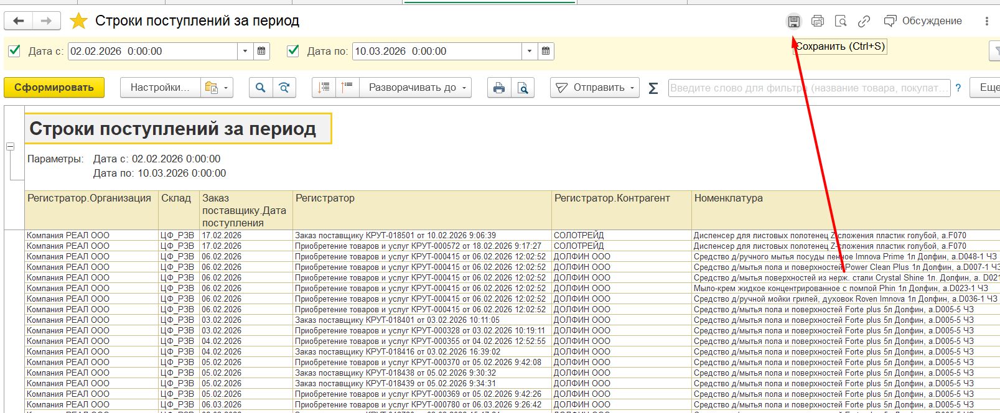 Строки поступлений за период
Обсуждение
Дата с: 02.02.2026 0:00:00
Дата по: 10.03.2026 0:00:00
Сохранить (Ctrl+S)
Сформировать
Настройки...
Разворачивать до
Отправить
Σ
Введите слово для фильтра (название товара, покупат...
?
Еще
Строки поступлений за период
Параметры: Дата с: 02.02.2026 0:00:00
Дата по: 10.03.2026 0:00:00
Регистратор.Организация Склад Заказ поставщику.Дата поступления Регистратор Регистратор.Контрагент Номенклатура
Компания РЕАЛ ООО ЦФ_РЗВ 17.02.2026 Заказ поставщику КРУТ-018501 от 10.02.2026 9:06:39 СОЛОТРЕЙД Диспенсер для листовых полотенец Z-сложения пластик голубой, а.F070
Компания РЕАЛ ООО ЦФ_РЗВ 17.02.2026 Приобретение товаров и услуг КРУТ-000572 от 18.02.2026 9:17:27 СОЛОТРЕЙД Диспенсер для листовых полотенец Z-сложения пластик голубой, а.F070
Компания РЕАЛ ООО ЦФ_РЗВ 06.02.2026 Приобретение товаров и услуг КРУТ-000415 от 06.02.2026 12:02:52 ДОЛФИН ООО Средство д/ручного мытья посуды пенное Imnova Prime 1л Долфин, а.D048-1 ЧЗ
Компания РЕАЛ ООО ЦФ_РЗВ 06.02.2026 Приобретение товаров и услуг КРУТ-000415 от 06.02.2026 12:02:52 ДОЛФИН ООО Средство д/мытья пола и поверхностей Power Clean Plus 1л Долфин, а.D007-1 ЧЗ
Компания РЕАЛ ООО ЦФ_РЗВ 06.02.2026 Приобретение товаров и услуг КРУТ-000415 от 06.02.2026 12:02:52 ДОЛФИН ООО Средство д/мытья поверхностей из нерж. стали Crystal Shine 1л. Долфин, а. D021
Компания РЕАЛ ООО ЦФ_РЗВ 06.02.2026 Приобретение товаров и услуг КРУТ-000415 от 06.02.2026 12:02:52 ДОЛФИН ООО Мыло-крем жидкое концентрированное с помпой Phin 1л Долфин, а.D023-1 ЧЗ
Компания РЕАЛ ООО ЦФ_РЗВ 06.02.2026 Приобретение товаров и услуг КРУТ-000415 от 06.02.2026 12:02:52 ДОЛФИН ООО Средство д/ручной мойки грилей, духовок Roven Imnova 1л Долфин, а.D036-1 ЧЗ
Компания РЕАЛ ООО ЦФ_РЗВ 06.02.2026 Приобретение товаров и услуг КРУТ-000415 от 06.02.2026 12:02:52 ДОЛФИН ООО Средство д/мытья пола и поверхностей Forte plus 5л Долфин, а.D005-5 ЧЗ
Компания РЕАЛ ООО ЦФ_РЗВ 03.02.2026 Заказ поставщику КРУТ-018401 от 03.02.2026 10:11:05 ДОЛФИН ООО Средство д/мытья пола и поверхностей Forte plus 5л Долфин, а.D005-5 ЧЗ
Компания РЕАЛ ООО ЦФ_РЗВ 03.02.2026 Приобретение товаров и услуг КРУТ-000328 от 03.02.2026 10:19:11 ДОЛФИН ООО Средство д/мытья пола и поверхностей Forte plus 5л Долфин, а.D005-5 ЧЗ
Компания РЕАЛ ООО ЦФ_РЗВ 04.02.2026 Приобретение товаров и услуг КРУТ-000355 от 04.02.2026 12:52:55 ДОЛФИН ООО Средство д/мытья пола и поверхностей Forte plus 5л Долфин, а.D005-5 ЧЗ
Компания РЕАЛ ООО ЦФ_РЗВ 04.02.2026 Заказ поставщику КРУТ-018416 от 03.02.2026 16:39:02 ДОЛФИН ООО Средство д/мытья пола и поверхностей Forte plus 5л Долфин, а.D005-5 ЧЗ
Компания РЕАЛ ООО ЦФ_РЗВ 05.02.2026 Приобретение товаров и услуг КРУТ-000370 от 05.02.2026 9:42:08 ДОЛФИН ООО Средство д/мытья пола и поверхностей Forte plus 5л Долфин, а.D005-5 ЧЗ
Компания РЕАЛ ООО ЦФ_РЗВ 05.02.2026 Заказ поставщику КРУТ-018438 от 05.02.2026 9:30:32 ДОЛФИН ООО Средство д/мытья пола и поверхностей Forte plus 5л Долфин, а.D005-5 ЧЗ
Компания РЕАЛ ООО ЦФ_РЗВ 05.02.2026 Заказ поставщику КРУТ-018439 от 05.02.2026 9:34:31 ДОЛФИН ООО Средство д/мытья пола и поверхностей Forte plus 5л Долфин, а.D005-5 ЧЗ
Компания РЕАЛ ООО ЦФ_РЗВ 05.02.2026 Приобретение товаров и услуг КРУТ-000369 от 05.02.2026 9:42:26 ДОЛФИН ООО Средство д/мытья пола и поверхностей Forte plus 5л Долфин, а.D005-5 ЧЗ
Компания РЕАЛ ООО ЦФ_РЗВ 06.03.2026 Приобретение товаров и услуг КРУТ-000780 от 06.03.2026 9:26:42 ДОЛФИН ООО Средство д/мытья пола и поверхностей Forte plus 5л Долфин, а.D005-5 ЧЗ